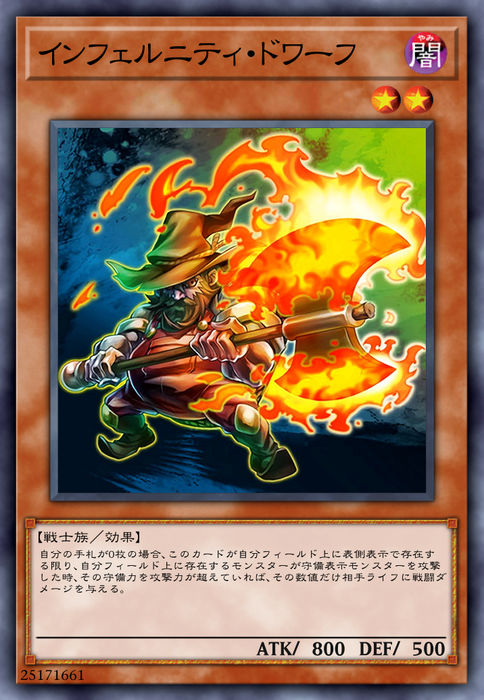 インフェルニティ・ドワーフ
やみ
闇
【戦士族／効果】
自分の手札が0枚の場合、このカードが自分フィールド上に表側表示で存在す
る限り、自分フィールド上に存在するモンスターが守備表示モンスターを攻撃
した時、その守備力を攻撃力が超えていれば、その数値だけ相手ライフに戦闘ダ
メージを与える。
ATK/ 800 DEF/ 500
25171661